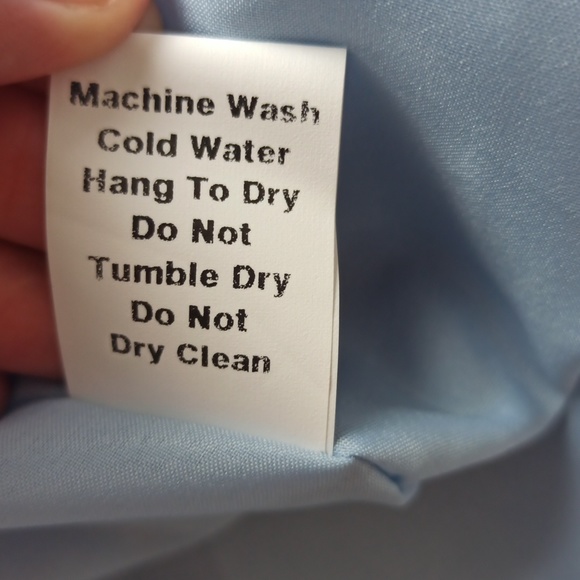 Machine Wash
Cold Water
Hang To Dry
Do Not
Tumble Dry
Do Not
Dry Clean